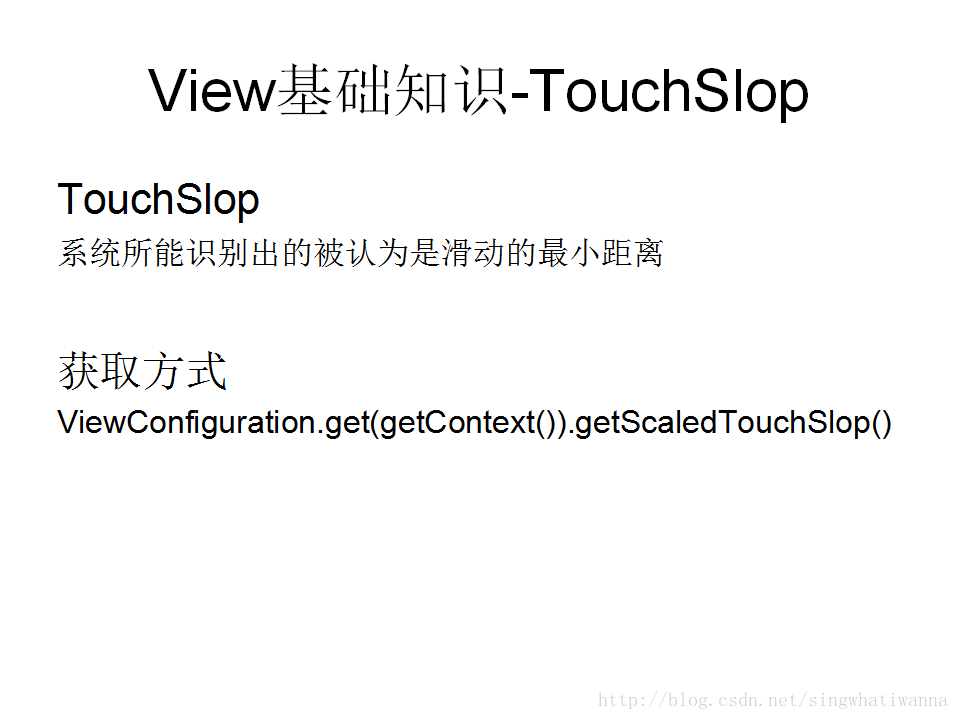 View基础知识-TouchSlop
TouchSlop
系统所能识别出的被认为是滑动的最小距离
获取方式
ViewConfiguration.get(getContext()).getScaledTouchSlop()
http://blog.csdn.net/singwhatiwanna